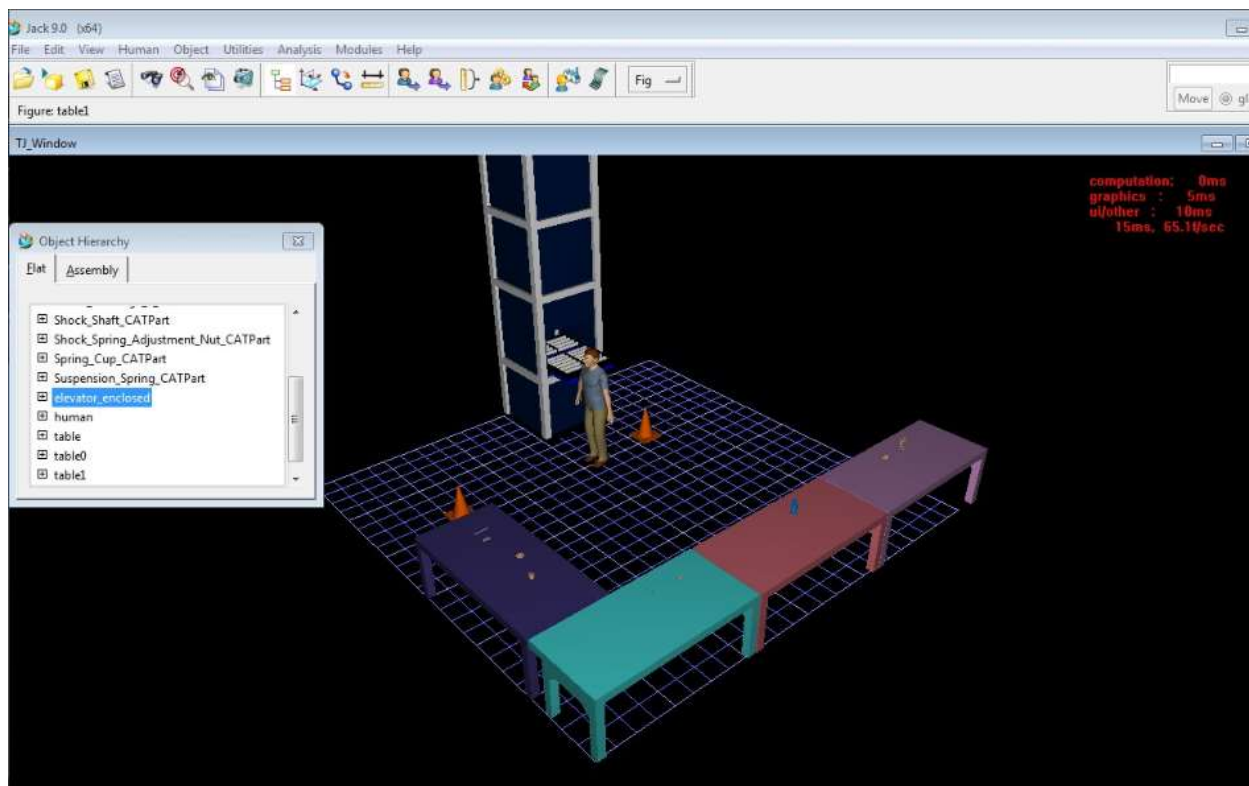 Jack 9.0 (x64)
File Edit View Human Object Utilities Analysis Modules Help
Fig
Move
Figure: table1
TJ_Window
computation: 0ms
graphics : 5ms
ui/other : 10ms
15ms, 65.1f/sec
Object Hierarchy
Flat Assembly
Shock_Shaft_CATPart
Shock_Spring_Adjustment_Nut_CATPart
Spring_Cup_CATPart
Suspension_Spring_CATPart
elevator_enclosed
human
table
table0
table1